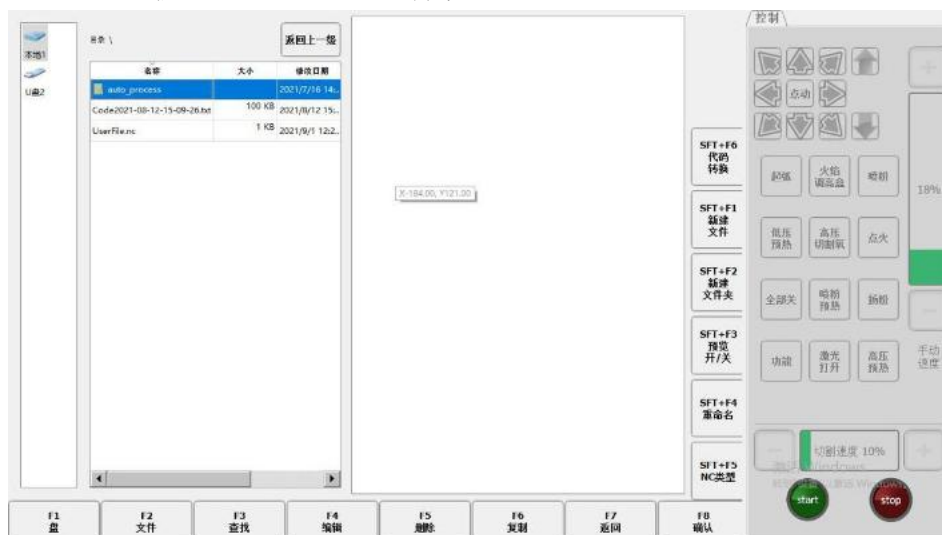 控制
本地1
U盘2
目录 \
返回上一级
名称 大小 修改日期
auto_process 2021/7/16 14:..
Code2021-08-12-15-09-26.txt 100 KB 2021/8/12 15:..
UserFile.nc 1 KB 2021/9/1 12:2..
X-184.00, Y121.00
SFT+F6
代码
转换
SFT+F1
新建
文件
SFT+F2
新建
文件夹
SFT+F3
预览
开/关
SFT+F4
重命名
SFT+F5
NC类型
点动
起弧
火焰
调高盒
喷粉
18%
低压
预热
高压
切割氧
点火
全部关
喷粉
预热
扬粉
功能
激光
打开
高压
预热
手动
速度
切割速度 10%
start
stop
F1
盘
F2
文件
F3
查找
F4
编辑
F5
删除
F6
复制
F7
返回
F8
确认